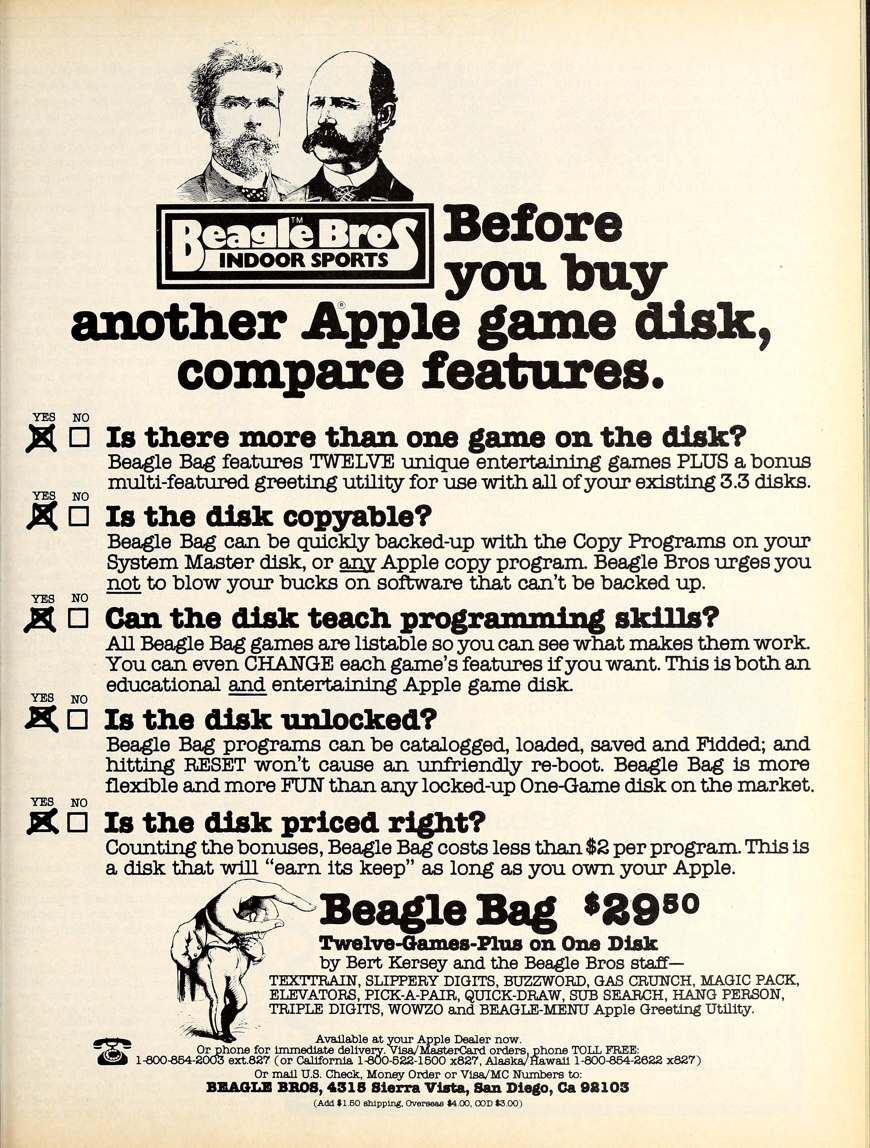 Beagle Bros™
INDOOR SPORTS
Before
you buy
another Apple® game disk,
compare features.
YES NO
Is there more than one game on the disk?
Beagle Bag features TWELVE unique entertaining games PLUS a bonus
multi-featured greeting utility for use with all of your existing 3.3 disks.
YES NO
Is the disk copyable?
Beagle Bag can be quickly backed-up with the Copy Programs on your
System Master disk, or any Apple copy program. Beagle Bros urges you
not to blow your bucks on software that can't be backed up.
YES NO
Can the disk teach programming skills?
All Beagle Bag games are listable so you can see what makes them work.
You can even CHANGE each game's features if you want. This is both an
educational and entertaining Apple game disk.
YES NO
Is the disk unlocked?
Beagle Bag programs can be catalogged, loaded, saved and Fidded; and
hitting RESET won't cause an unfriendly re-boot. Beagle Bag is more
flexible and more FUN than any locked-up One-Game disk on the market.
YES NO
Is the disk priced right?
Counting the bonuses, Beagle Bag costs less than $2 per program. This is
a disk that will "earn its keep" as long as you own your Apple.
Beagle Bag $29 50
Twelve-Games-Plus on One Disk
by Bert Kersey and the Beagle Bros staff—
TEXTTRAIN, SLIPPERY DIGITS, BUZZWORD, GAS CRUNCH, MAGIC PACK,
ELEVATORS, PICK-A-PAIR, QUICK-DRAW, SUB SEARCH, HANG PERSON,
TRIPLE DIGITS, WOWZO and BEAGLE-MENU Apple Greeting Utility.
Available at your Apple Dealer now.
Or phone for immediate delivery. Visa/MasterCard orders, phone TOLL FREE:
1-800-854-2003 ext.827 (or California 1-800-522-1500 x827, Alaska/Hawaii 1-800-854-2622 x827)
Or mail U.S. Check, Money Order or Visa/MC Numbers to:
BEAGLE BROS, 4315 Sierra Vista, San Diego, Ca 92103
(Add $1.50 shipping, Overseas $4.00, COD $3.00)